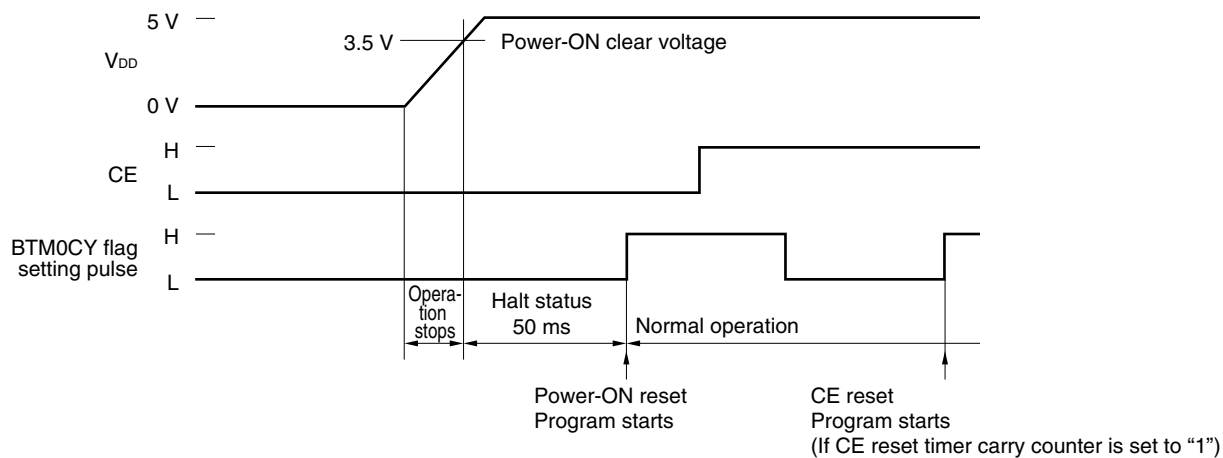 5 V
3.5 V
Power-ON clear voltage
VDD
0 V
H
CE
L
H
BTM0CY flag
setting pulse
L
Opera-
tion
stops
Halt status
50 ms
Normal operation
Power-ON reset
Program starts
CE reset
Program starts
(If CE reset timer carry counter is set to “1”)